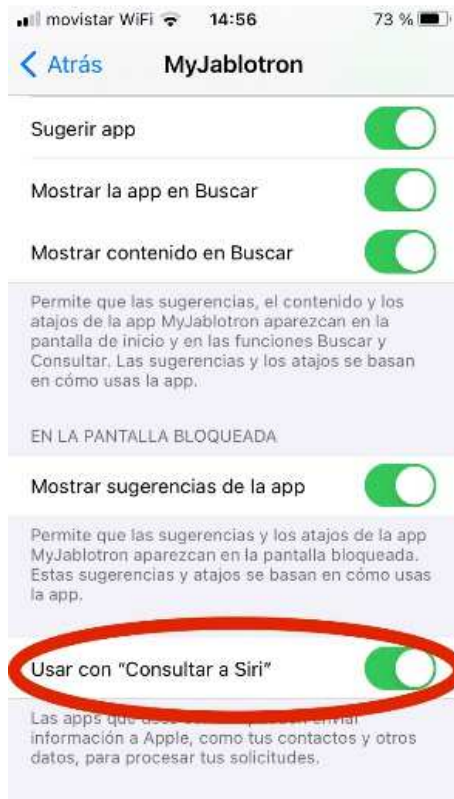 movistar WiFi 14:56 73 %
Atrás MyJablotron
Sugerir app
Mostrar la app en Buscar
Mostrar contenido en Buscar
Permite que las sugerencias, el contenido y los
atajos de la app MyJablotron aparezcan en la
pantalla de inicio y en las funciones Buscar y
Consultar. Las sugerencias y los atajos se basan
en cómo usas la app.
EN LA PANTALLA BLOQUEADA
Mostrar sugerencias de la app
Permite que las sugerencias y los atajos de la app
MyJablotron aparezcan en la pantalla bloqueada.
Estas sugerencias y atajos se basan en cómo usas
la app.
Usar con "Consultar a Siri"
Las apps que
información a Apple, como tus contactos y otros
datos, para procesar tus solicitudes.